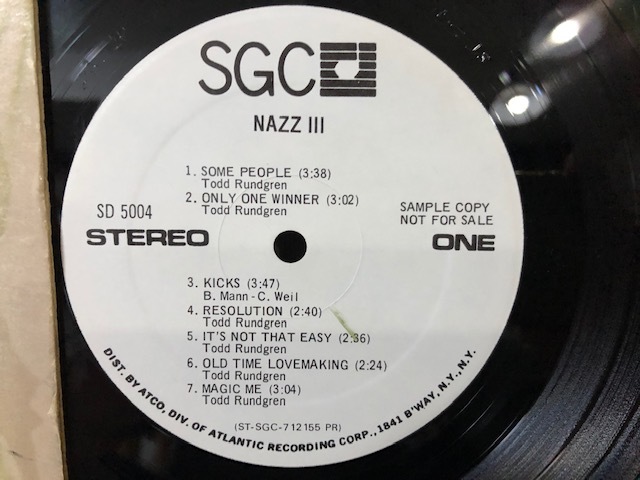 SGC
NAZZ III
1. SOME PEOPLE (3:38)
Todd Rundgren
2. ONLY ONE WINNER (3:02)
Todd Rundgren
SD 5004
STEREO
SAMPLE COPY
NOT FOR SALE
ONE
3. KICKS (3:47)
B. Mann - C. Weil
4. RESOLUTION (2:40)
Todd Rundgren
5. IT'S NOT THAT EASY (2:36)
Todd Rundgren
6. OLD TIME LOVEMAKING (2:24)
Todd Rundgren
7. MAGIC ME (3:04)
Todd Rundgren
(ST-SGC-712155 PR)
DIST. BY ATCO. DIV. OF ATLANTIC RECORDING CORP., 1841 B'WAY, N.Y., N.Y.